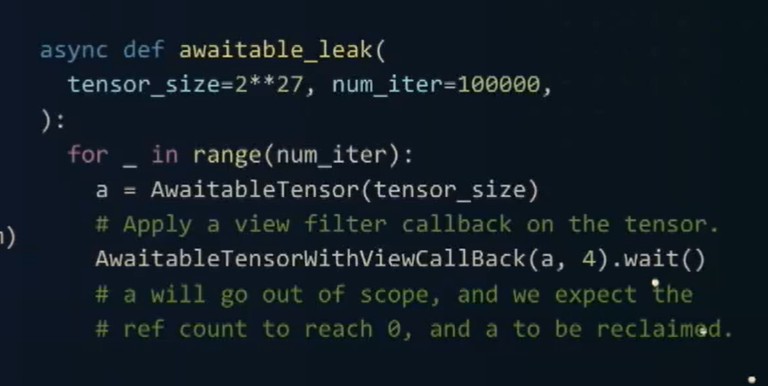 async def awaitable_leak(
  tensor_size=2**27, num_iter=100000,
):
  for _ in range(num_iter):
    a = AwaitableTensor(tensor_size)
    # Apply a view filter callback on the tensor.
)
    AwaitableTensorWithViewCallBack(a, 4).wait()
    # a will go out of scope, and we expect the
    # ref count to reach 0, and a to be reclaimed.